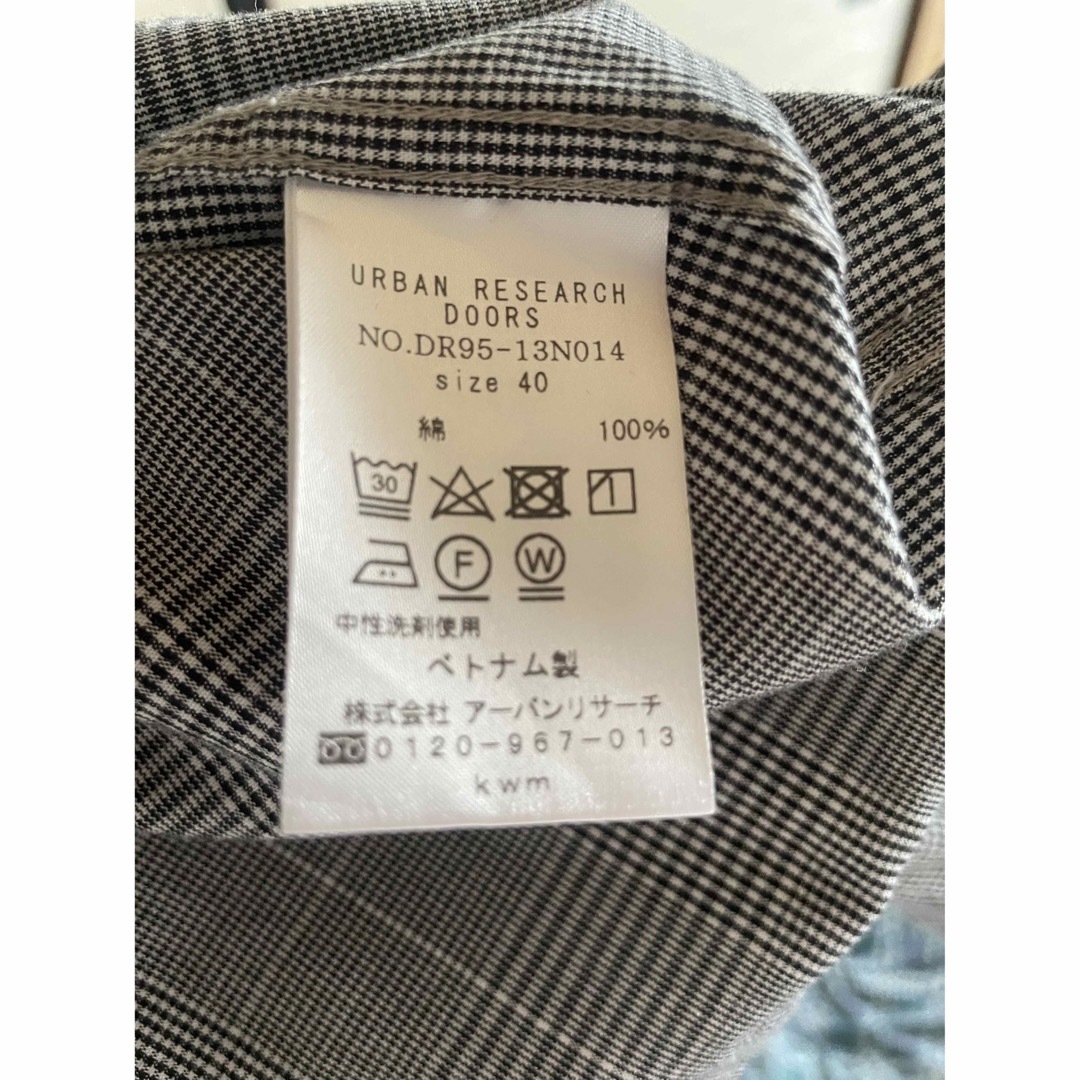 URBAN RESEARCH
DOORS
NO.DR95-13N014
size 40
綿 100%
30
F W
中性洗剤使用
ベトナム製
株式会社 アーバンリサーチ
0120-967-013
kwm